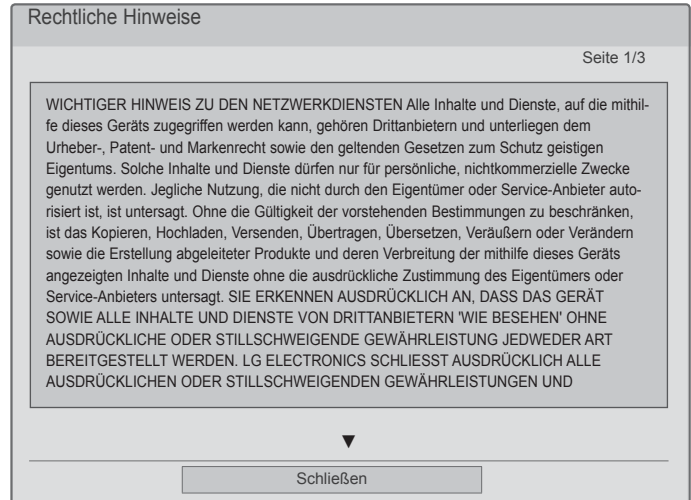 Rechtliche Hinweise
Seite 1/3
WICHTIGER HINWEIS ZU DEN NETZWERKDIENSTEN Alle Inhalte und Dienste, auf die mithil-
fe dieses Geräts zugegriffen werden kann, gehören Drittanbietern und unterliegen dem
Urheber-, Patent- und Markenrecht sowie den geltenden Gesetzen zum Schutz geistigen
Eigentums. Solche Inhalte und Dienste dürfen nur für persönliche, nichtkommerzielle Zwecke
genutzt werden. Jegliche Nutzung, die nicht durch den Eigentümer oder Service-Anbieter auto-
risiert ist, ist untersagt. Ohne die Gültigkeit der vorstehenden Bestimmungen zu beschränken,
ist das Kopieren, Hochladen, Versenden, Übertragen, Übersetzen, Veräußern oder Verändern
sowie die Erstellung abgeleiteter Produkte und deren Verbreitung der mithilfe dieses Geräts
angezeigten Inhalte und Dienste ohne die ausdrückliche Zustimmung des Eigentümers oder
Service-Anbieters untersagt. SIE ERKENNEN AUSDRÜCKLICH AN, DASS DAS GERÄT
SOWIE ALLE INHALTE UND DIENSTE VON DRITTANBIETERN 'WIE BESEHEN' OHNE
AUSDRÜCKLICHE ODER STILLSCHWEIGENDE GEWÄHRLEISTUNG JEDWEDER ART
BEREITGESTELLT WERDEN. LG ELECTRONICS SCHLIESST AUSDRÜCKLICH ALLE
AUSDRÜCKLICHEN ODER STILLSCHWEIGENDEN GEWÄHRLEISTUNGEN UND
▼
Schließen